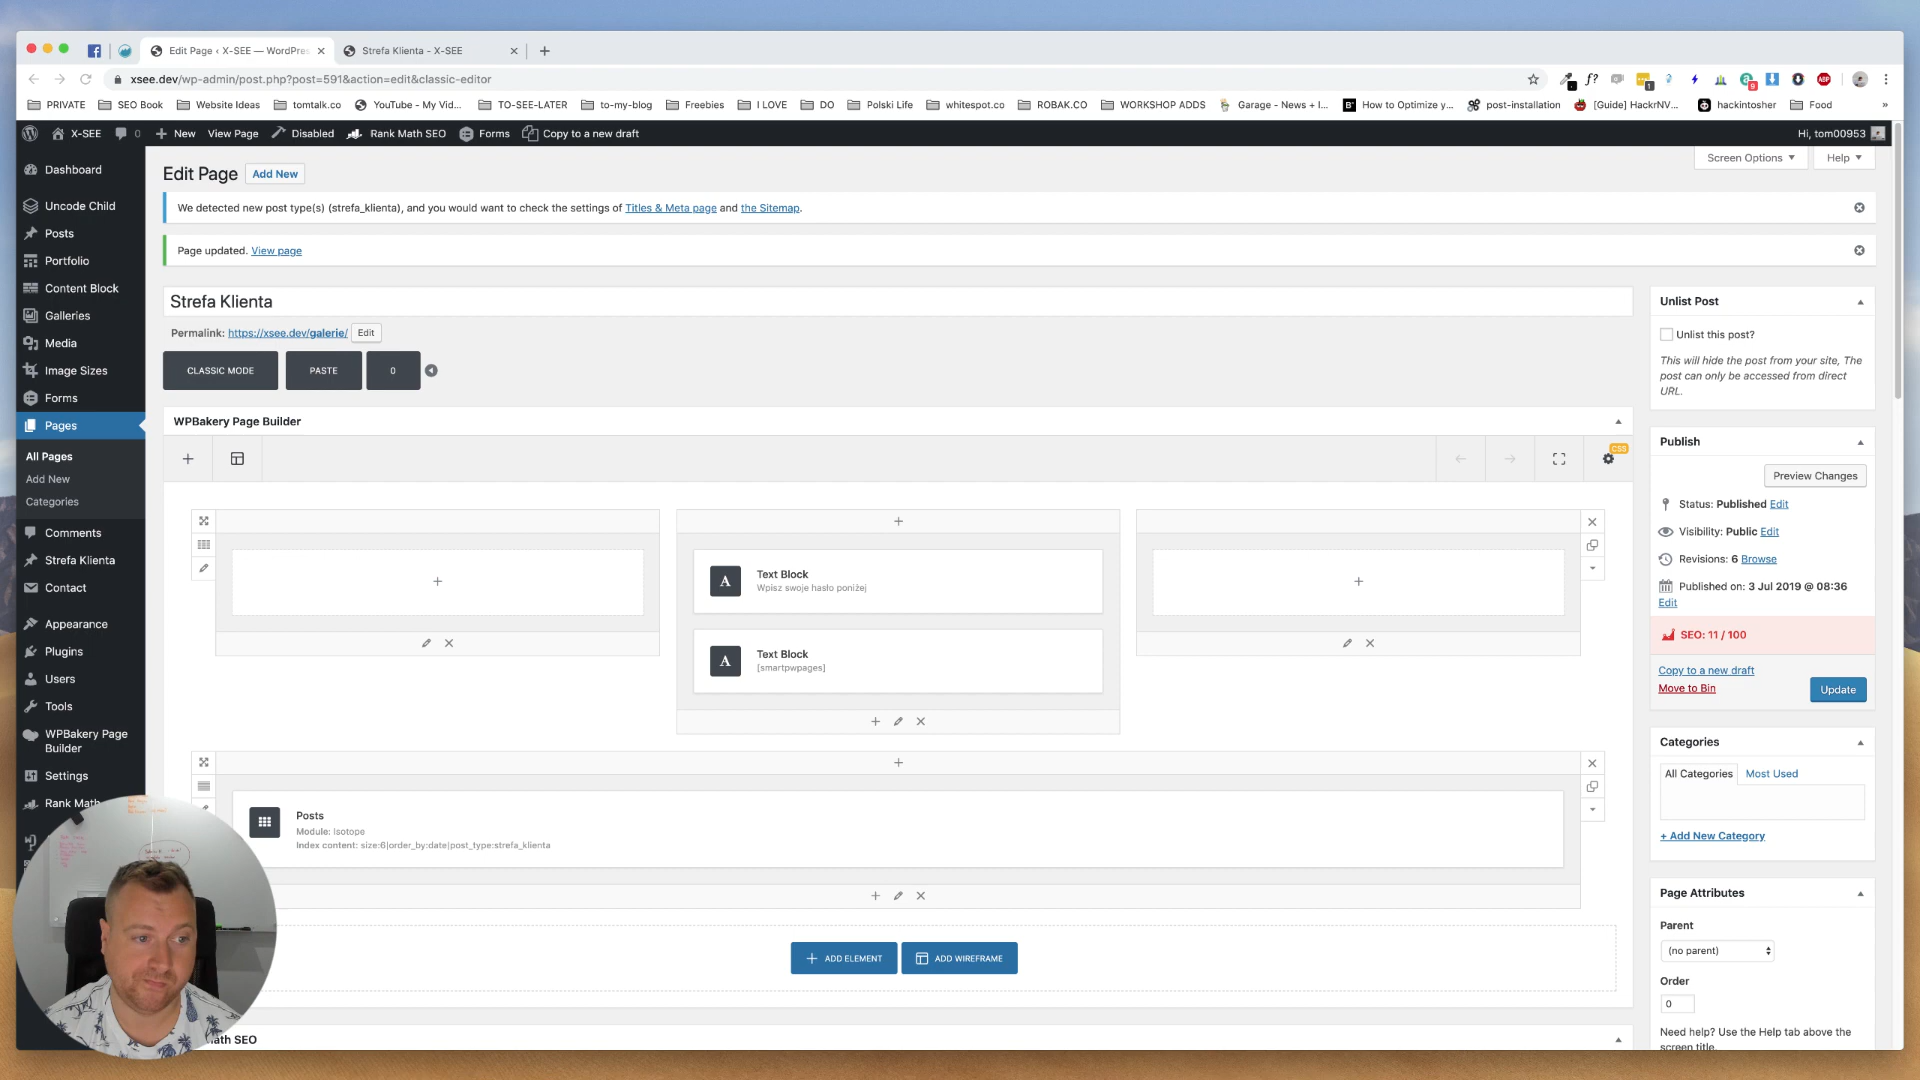 Edit Page ‹ X-SEE — WordPres
Strefa Klienta - X-SEE
xsee.dev/wp-admin/post.php?post=591&action=edit&classic-editor
PRIVATE
SEO Book
Website Ideas
tomtalk.co
YouTube - My Vid...
TO-SEE-LATER
to-my-blog
Freebies
I LOVE
DO
Polski Life
whitespot.co
ROBAK.CO
WORKSHOP ADDS
Garage - News + I...
How to Optimize y...
post-installation
[Guide] HackrNV...
hackintosher
Food
»
X-SEE
0
New
View Page
Disabled
Rank Math SEO
Forms
Copy to a new draft
Hi, tom00953
Dashboard
Uncode Child
Posts
Portfolio
Content Block
Galleries
Media
Image Sizes
Forms
Pages
All Pages
Add New
Categories
Comments
Strefa Klienta
Contact
Appearance
Plugins
Users
Tools
WPBakery Page
Builder
Settings
Rank Math
Screen Options
Help
Edit Page
Add New
We detected new post type(s) (strefa_klienta), and you would want to check the settings of Titles & Meta page and the Sitemap.
Page updated. View page
Strefa Klienta
Permalink: https://xsee.dev/galerie/
Edit
CLASSIC MODE
PASTE
0
WPBakery Page Builder
CSS
Text Block
Wpisz swoje hasło poniżej
Text Block
[smartpwpages]
Posts
Module: Isotope
Index content: size:6|order_by:date|post_type:strefa_klienta
ADD ELEMENT
ADD WIREFRAME
ath SEO
Unlist Post
Unlist this post?
This will hide the post from your site, The
post can only be accessed from direct
URL.
Publish
Preview Changes
Status: Published Edit
Visibility: Public Edit
Revisions: 6 Browse
Published on: 3 Jul 2019 @ 08:36
Edit
SEO: 11 / 100
Copy to a new draft
Move to Bin
Update
Categories
All Categories
Most Used
+ Add New Category
Page Attributes
Parent
(no parent)
Order
0
Need help? Use the Help tab above the
screen title.